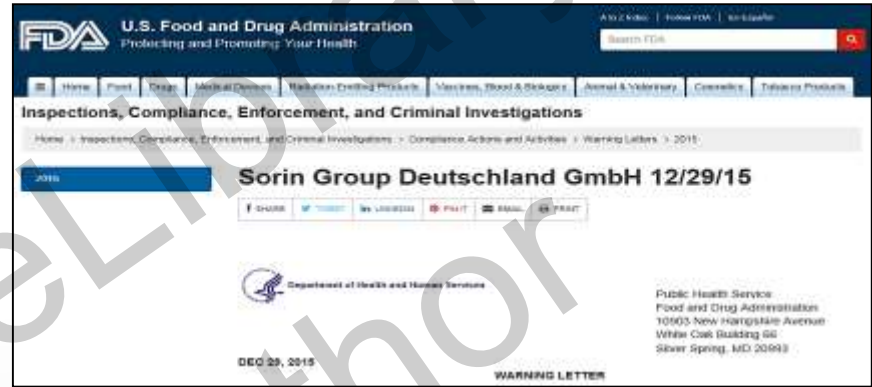 FDA
U.S. Food and Drug Administration
Protecting and Promoting Your Health
A to Z Index | Follow FDA | En Español
Search FDA
Home Food Drugs Medical Devices Radiation-Emitting Products Vaccines, Blood & Biologics Animal & Veterinary Cosmetics Tobacco Products
Inspections, Compliance, Enforcement, and Criminal Investigations
Home > Inspections, Compliance, Enforcement, and Criminal Investigations > Compliance Actions and Activities > Warning Letters > 2015
Sorin Group Deutschland GmbH 12/29/15
SHARE TWEET LINKEDIN PIN IT EMAIL PRINT
Department of Health and Human Services
Public Health Service
Food and Drug Administration
10903 New Hampshire Avenue
White Oak Building 66
Silver Spring, MD 20993
DEC 29, 2015
WARNING LETTER
eLibrary
Author